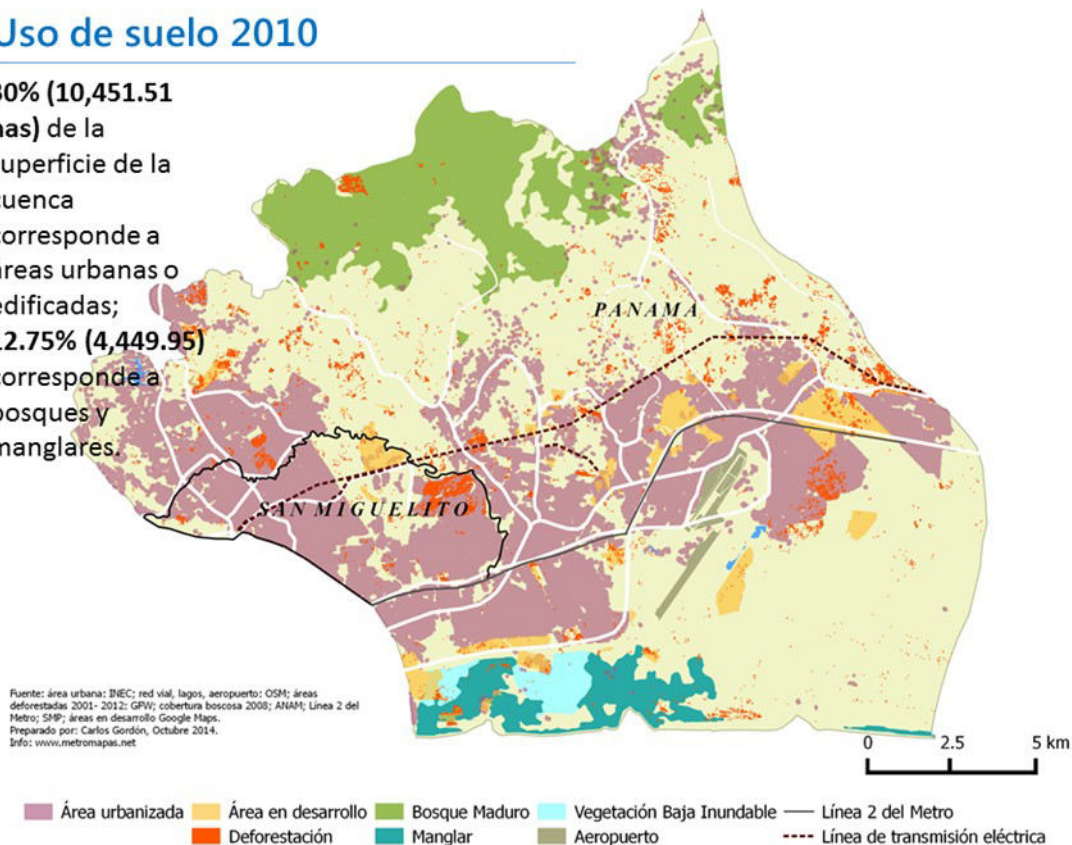 Uso de suelo 2010
30% (10,451.51
has) de la
superficie de la
cuenca
corresponde a
áreas urbanas o
edificadas;
12.75% (4,449.95)
corresponde a
bosques y
manglares.
PANAMA
SAN MIGUELITO
Fuente: área urbana: INEC; red vial, lagos, aeropuerto: OSM; áreas
deforestadas 2001- 2012: GFW; cobertura boscosa 2008; ANAM; Línea 2 del
Metro; SMP; áreas en desarrollo Google Maps.
Preparado por: Carlos Gordón, Octubre 2014.
Info: www.metromapas.net
0 2.5 5 km
Área urbanizada Área en desarrollo Bosque Maduro Vegetación Baja Inundable Línea 2 del Metro
Deforestación Manglar Aeropuerto Línea de transmisión eléctrica